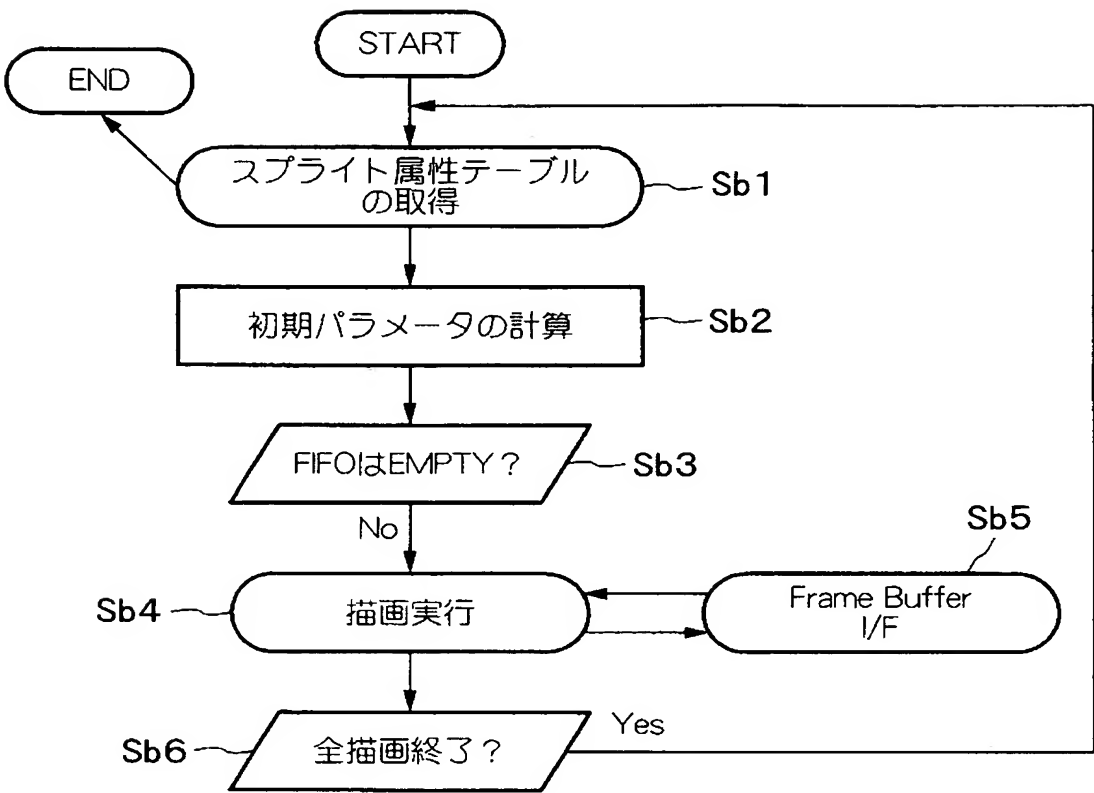 START
END
スプライト属性テーブル
の取得
Sb1
初期パラメータの計算
Sb2
FIFOはEMPTY?
Sb3
No
Sb5
Sb4
描画実行
Frame Buffer
I/F
Yes
Sb6
全描画終了?